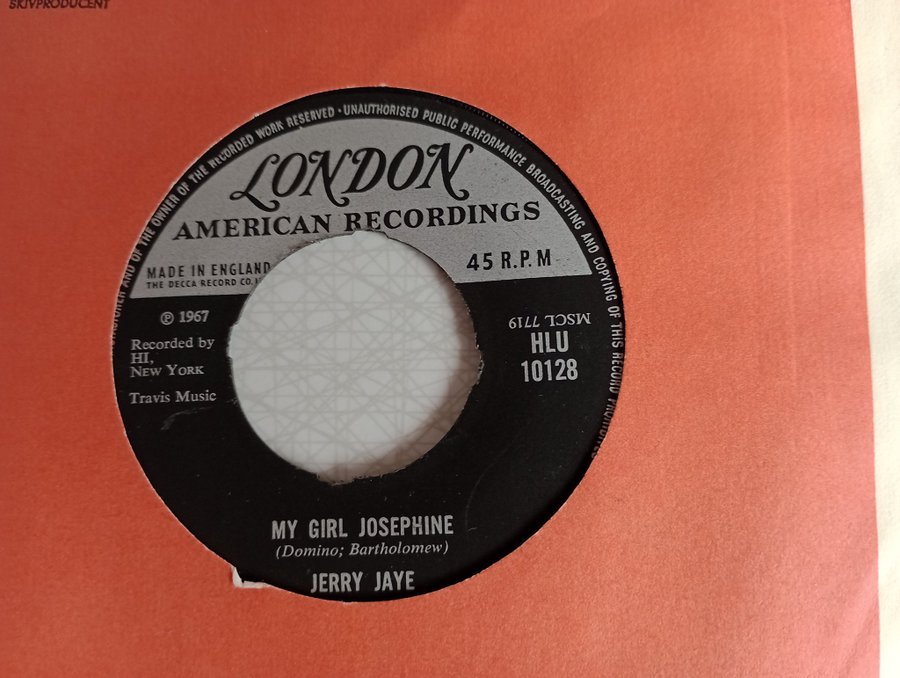 SKIVPRODUCENT
AND OF THE OWNER OF THE RECORDED WORK RESERVED · UNAUTHORISED PUBLIC PERFORMANCE BROADCASTING AND COPYING OF THIS RECORD
LONDON
AMERICAN RECORDINGS
MADE IN ENGLAND
THE DECCA RECORD CO.
45 R.P.M
℗ 1967
Recorded by
HI,
NEW YORK
Travis Music
MSCL 7719
HLU
10128
MY GIRL JOSEPHINE
(Domino; Bartholomew)
JERRY JAYE